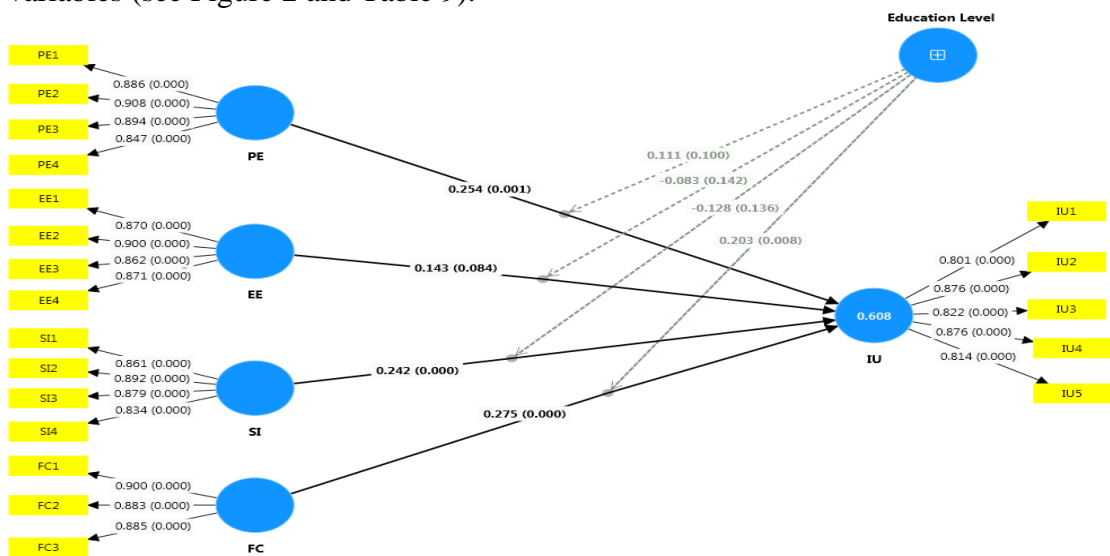 variables (see Figure 2 and Table 9).
Education Level
PE1
PE2
PE3
PE4
0.886 (0.000)
0.908 (0.000)
0.894 (0.000)
0.847 (0.000)
PE
EE1
EE2
EE3
EE4
0.870 (0.000)
0.900 (0.000)
0.862 (0.000)
0.871 (0.000)
EE
SI1
SI2
SI3
SI4
0.861 (0.000)
0.892 (0.000)
0.879 (0.000)
0.834 (0.000)
SI
FC1
FC2
FC3
0.900 (0.000)
0.883 (0.000)
0.885 (0.000)
FC
0.254 (0.001)
0.143 (0.084)
0.242 (0.000)
0.275 (0.000)
0.111 (0.100)
-0.083 (0.142)
-0.128 (0.136)
0.203 (0.008)
0.608
IU
0.801 (0.000)
0.876 (0.000)
0.822 (0.000)
0.876 (0.000)
0.814 (0.000)
IU1
IU2
IU3
IU4
IU5